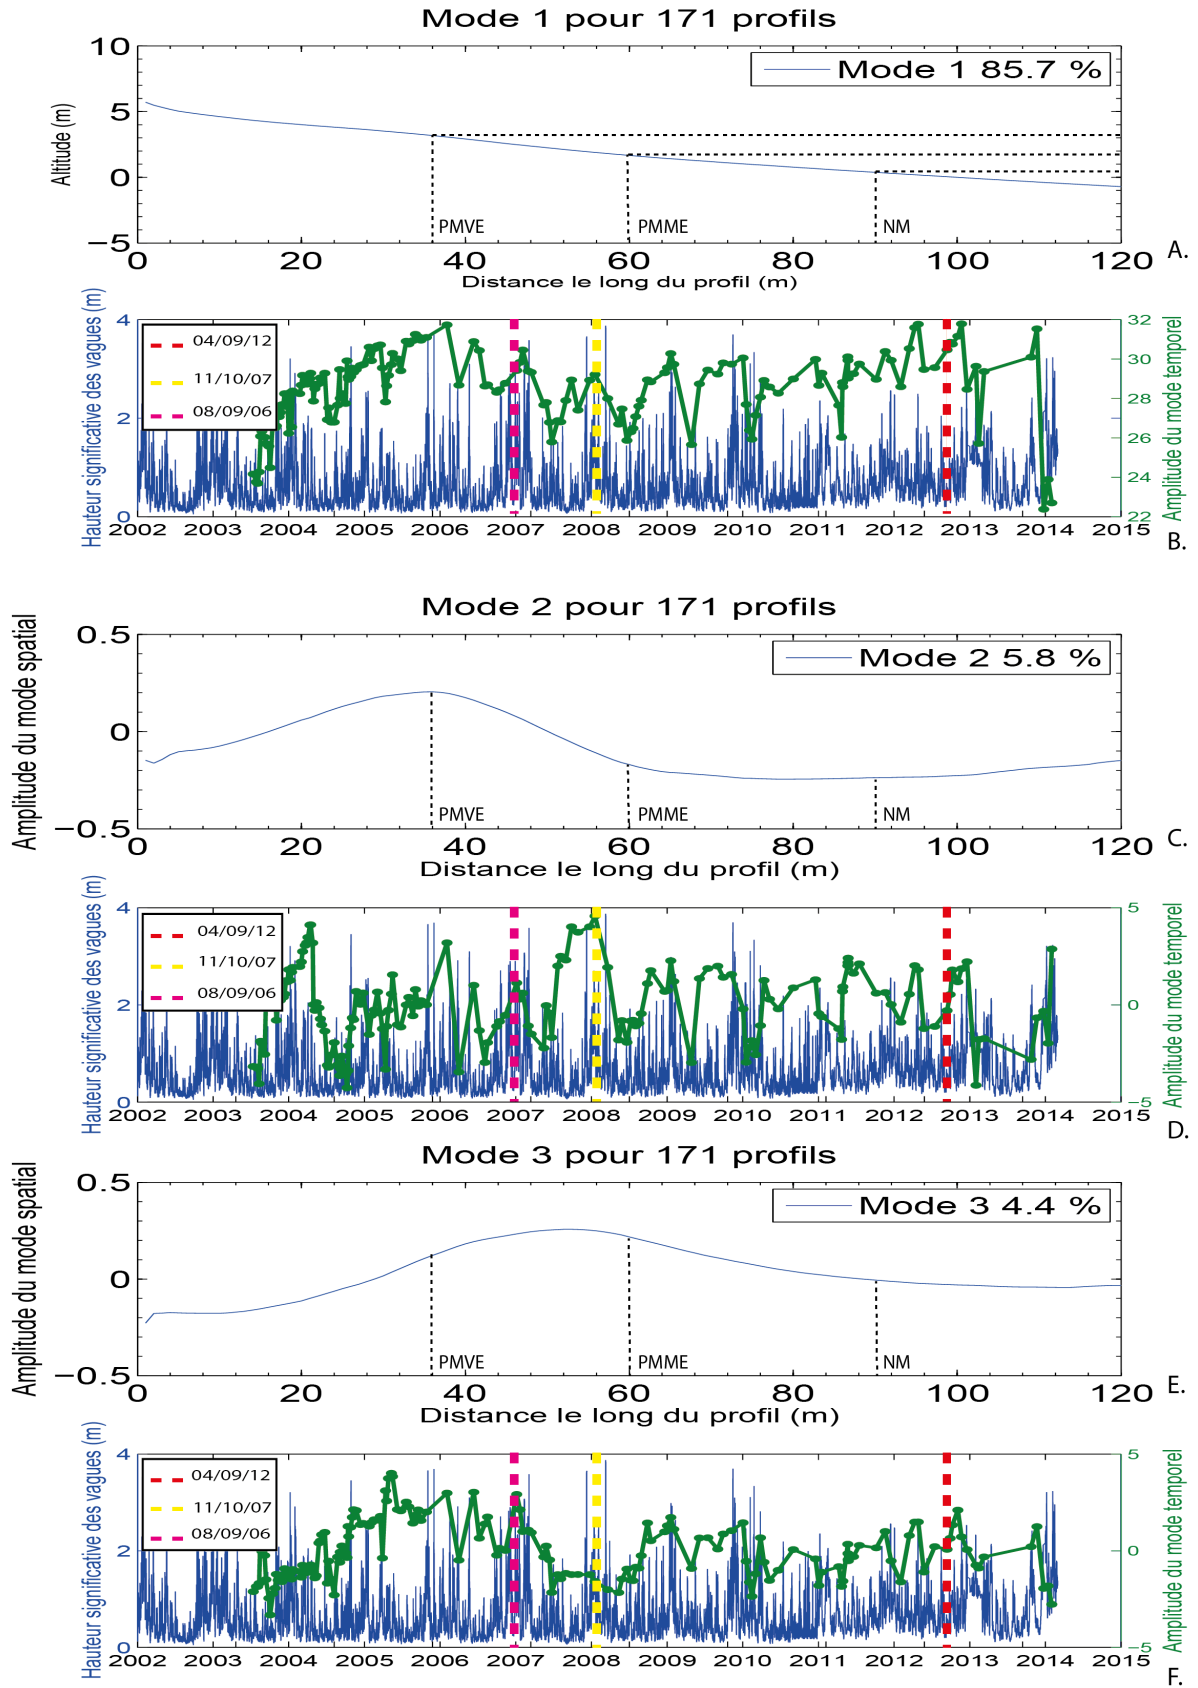 Mode 1 pour 171 profils
Altitude (m)
10
5
0
−5
Mode 1 85.7 %
PMVE
PMME
NM
0 20 40 60 80 100 120
Distance le long du profil (m)
A.
Hauteur significative des vagues (m)
4
2
0
04/09/12
11/10/07
08/09/06
32
30
28
26
24
22
Amplitude du mode temporel
2002 2003 2004 2005 2006 2007 2008 2009 2010 2011 2012 2013 2014 2015
B.
Mode 2 pour 171 profils
Amplitude du mode spatial
0.5
0
−0.5
Mode 2 5.8 %
PMVE
PMME
NM
0 20 40 60 80 100 120
Distance le long du profil (m)
C.
Hauteur significative des vagues (m)
4
2
0
04/09/12
11/10/07
08/09/06
5
0
−5
Amplitude du mode temporel
2002 2003 2004 2005 2006 2007 2008 2009 2010 2011 2012 2013 2014 2015
D.
Mode 3 pour 171 profils
Amplitude du mode spatial
0.5
0
−0.5
Mode 3 4.4 %
PMVE
PMME
NM
0 20 40 60 80 100 120
Distance le long du profil (m)
E.
Hauteur significative des vagues (m)
4
2
0
04/09/12
11/10/07
08/09/06
5
0
−5
Amplitude du mode temporel
2002 2003 2004 2005 2006 2007 2008 2009 2010 2011 2012 2013 2014 2015
F.